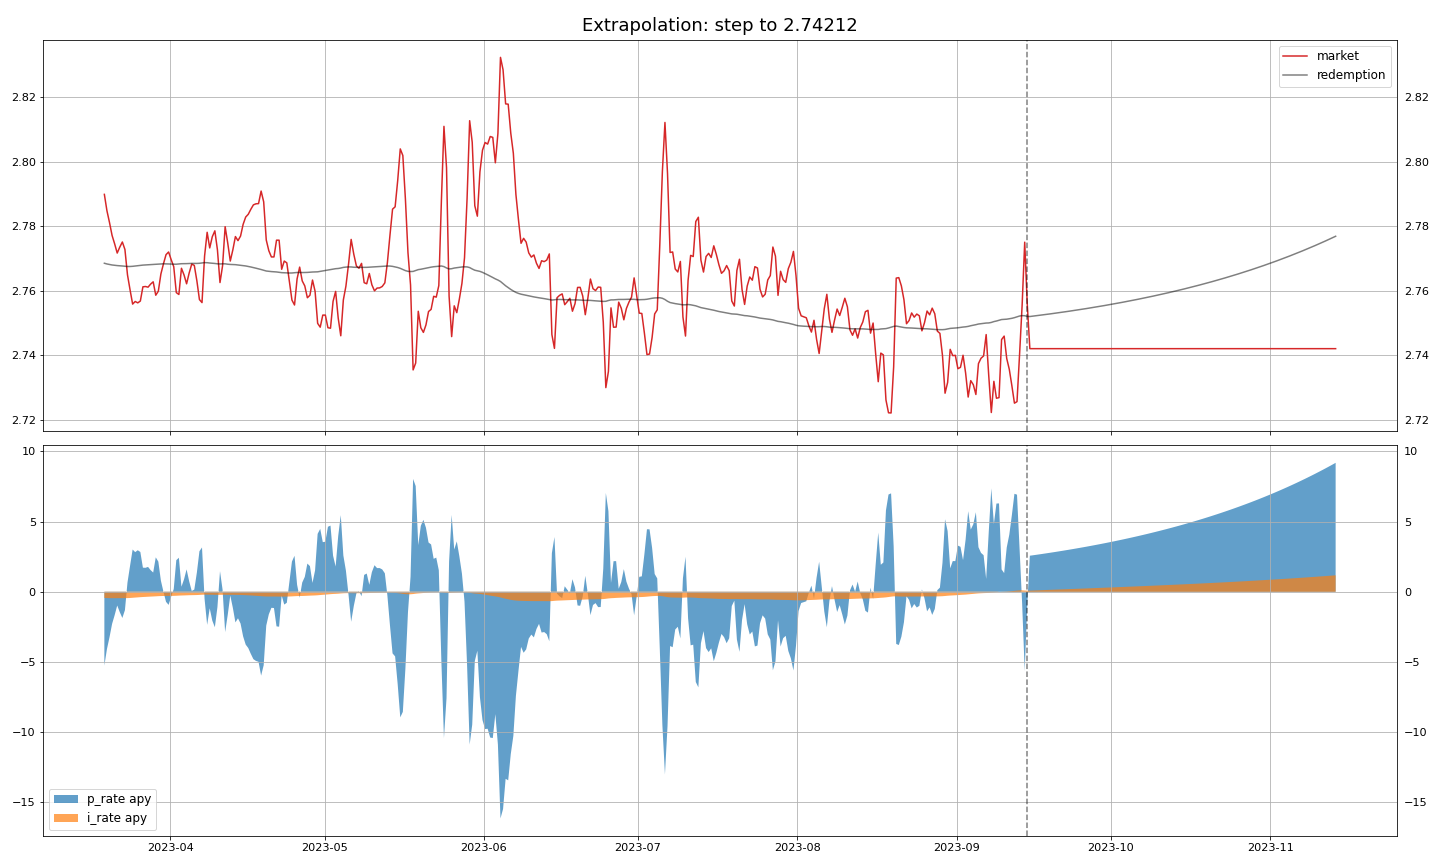 Extrapolation: step to 2.74212
market
redemption
2.82 2.82
2.80 2.80
2.78 2.78
2.76 2.76
2.74 2.74
2.72 2.72
10 10
5 5
0 0
−5 −5
−10 −10
−15 −15
p_rate apy
i_rate apy
2023-04 2023-05 2023-06 2023-07 2023-08 2023-09 2023-10 2023-11